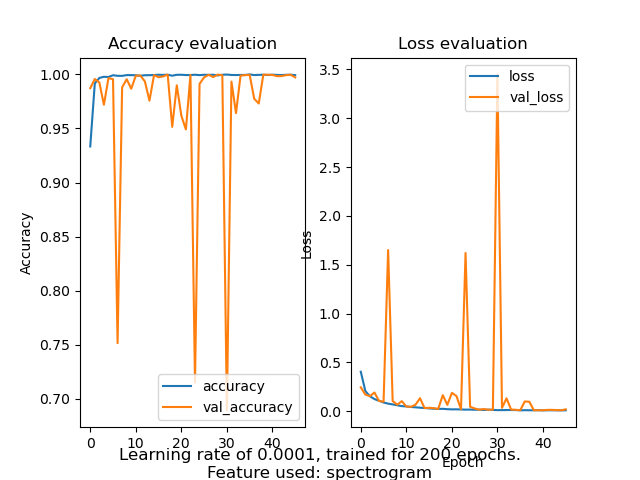 Accuracy evaluation
Loss evaluation
1.00
0.95
0.90
0.85
0.80
0.75
0.70
Accuracy
accuracy
val_accuracy
0
10
20
30
40
3.5
3.0
2.5
2.0
1.5
1.0
0.5
0.0
Loss
loss
val_loss
0
10
20
30
40
Epoch
Learning rate of 0.0001, trained for 200 epochs.
Feature used: spectrogram